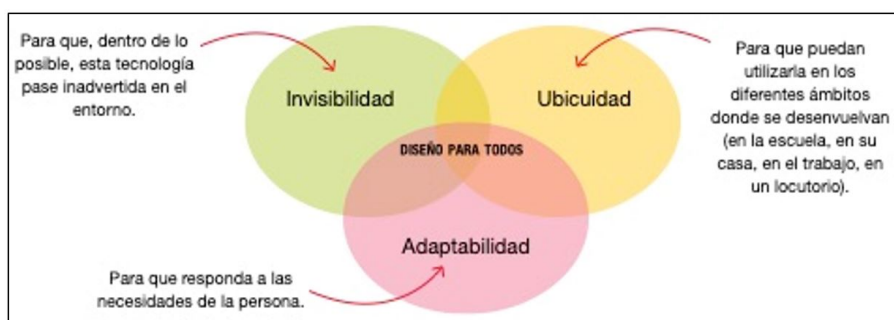 Para que, dentro de lo
posible, esta tecnología
pase inadvertida en el
entorno.
Invisibilidad
Ubicuidad
Para que puedan
utilizarla en los
diferentes ámbitos
donde se desenvuelvan
(en la escuela, en su
casa, en el trabajo, en
un locutorio).
DISEÑO PARA TODOS
Adaptabilidad
Para que responda a las
necesidades de la persona.